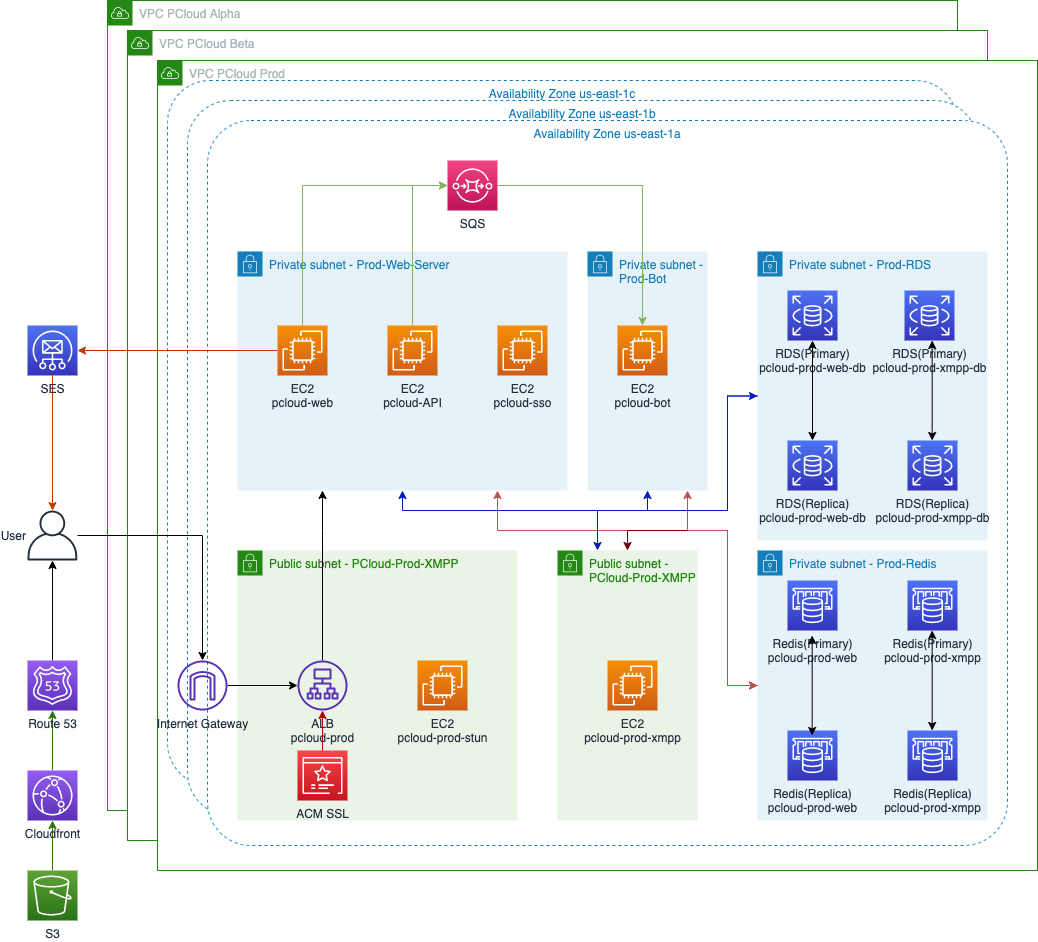 VPC PCloud Alpha
VPC PCloud Beta
VPC PCloud Prod
Availability Zone us-east-1c
Availability Zone us-east-1b
Availability Zone us-east-1a
SQS
Private subnet - Prod-Web-Server
Private subnet -
Prod-Bot
Private subnet - Prod-RDS
SES
EC2
pcloud-web
EC2
pcloud-API
EC2
pcloud-sso
EC2
pcloud-bot
RDS(Primary)
pcloud-prod-web-db
RDS(Primary)
pcloud-prod-xmpp-db
RDS(Replica)
pcloud-prod-web-db
RDS(Replica)
pcloud-prod-xmpp-db
User
Public subnet - PCloud-Prod-XMPP
Public subnet -
PCloud-Prod-XMPP
Private subnet - Prod-Redis
Redis(Primary)
pcloud-prod-web
Redis(Primary)
pcloud-prod-xmpp
53
Route 53
Internet Gateway
ALB
pcloud-prod
EC2
pcloud-prod-stun
EC2
pcloud-prod-xmpp
Redis(Replica)
pcloud-prod-web
Redis(Replica)
pcloud-prod-xmpp
ACM SSL
Cloudfront
S3